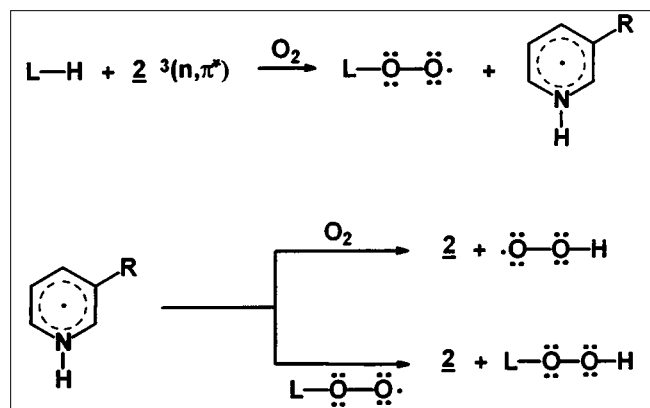 O₂
L—H + 2 ³(n,π*) L—Ö—Ö· + R
N
H
O₂
R 2 + ·Ö—Ö—H
N
H 2 + L—Ö—Ö—H
L—Ö—Ö·